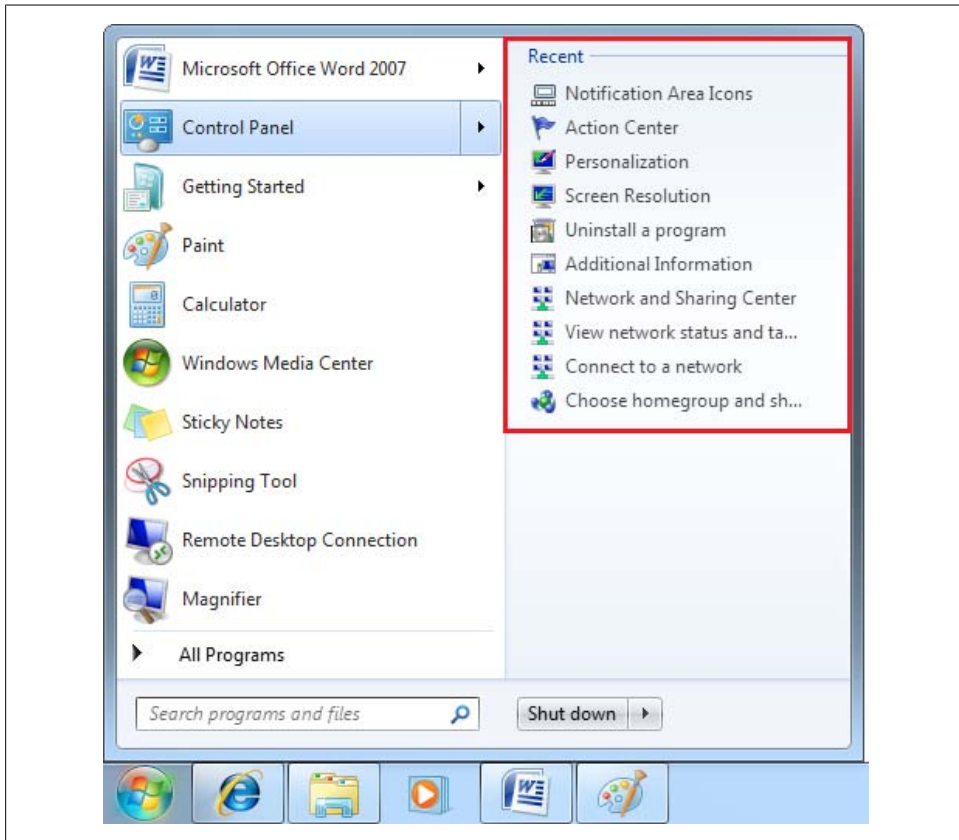 Microsoft Office Word 2007
Control Panel
Getting Started
Paint
Calculator
Windows Media Center
Sticky Notes
Snipping Tool
Remote Desktop Connection
Magnifier
All Programs
Search programs and files
Recent
Notification Area Icons
Action Center
Personalization
Screen Resolution
Uninstall a program
Additional Information
Network and Sharing Center
View network status and ta...
Connect to a network
Choose homegroup and sh...
Shut down